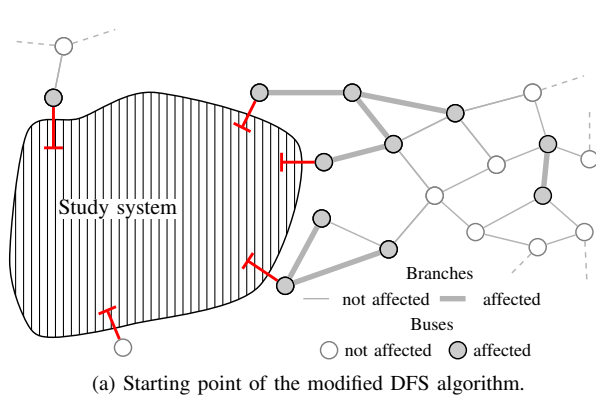 Study system
Branches
not affected affected
Buses
not affected affected
(a) Starting point of the modified DFS algorithm.